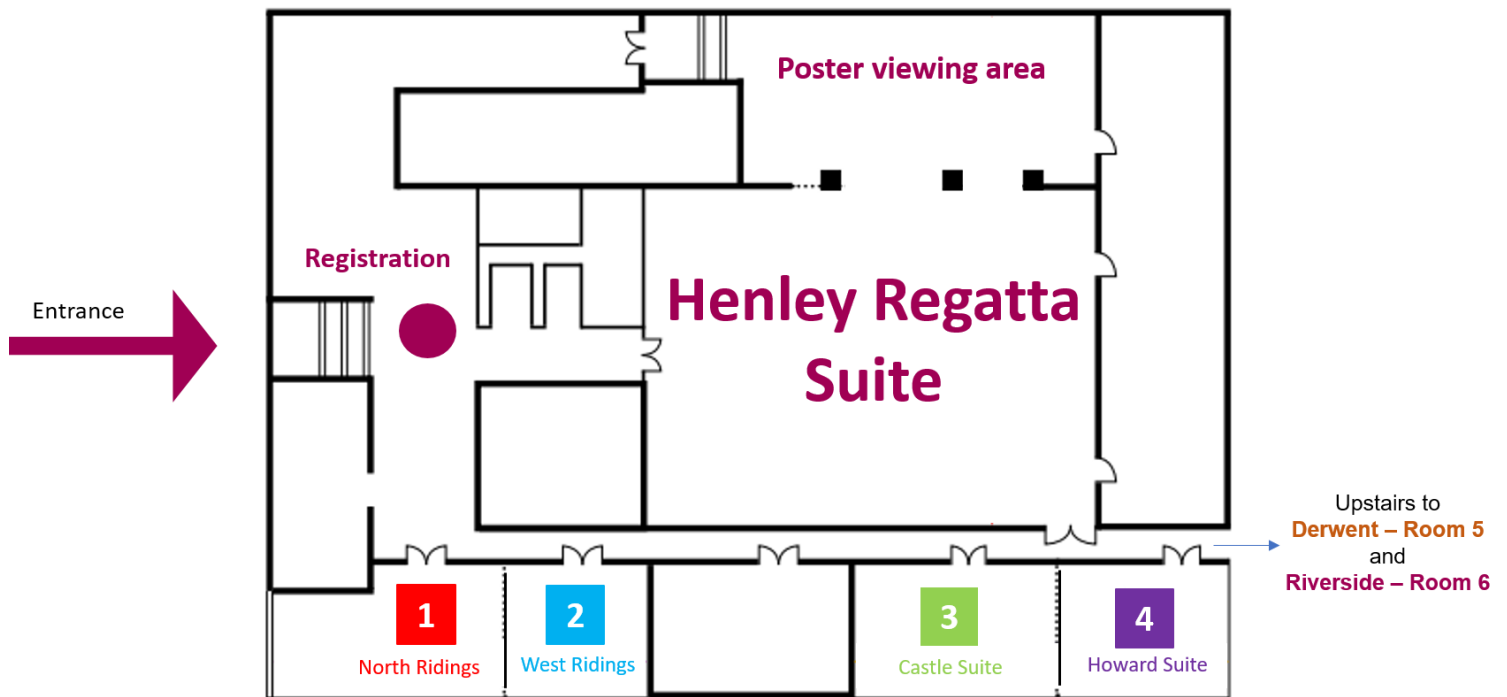 Poster viewing area
Registration
Entrance
Henley Regatta
Suite
Upstairs to
Derwent – Room 5
and
Riverside – Room 6
1
North Ridings
2
West Ridings
3
Castle Suite
4
Howard Suite